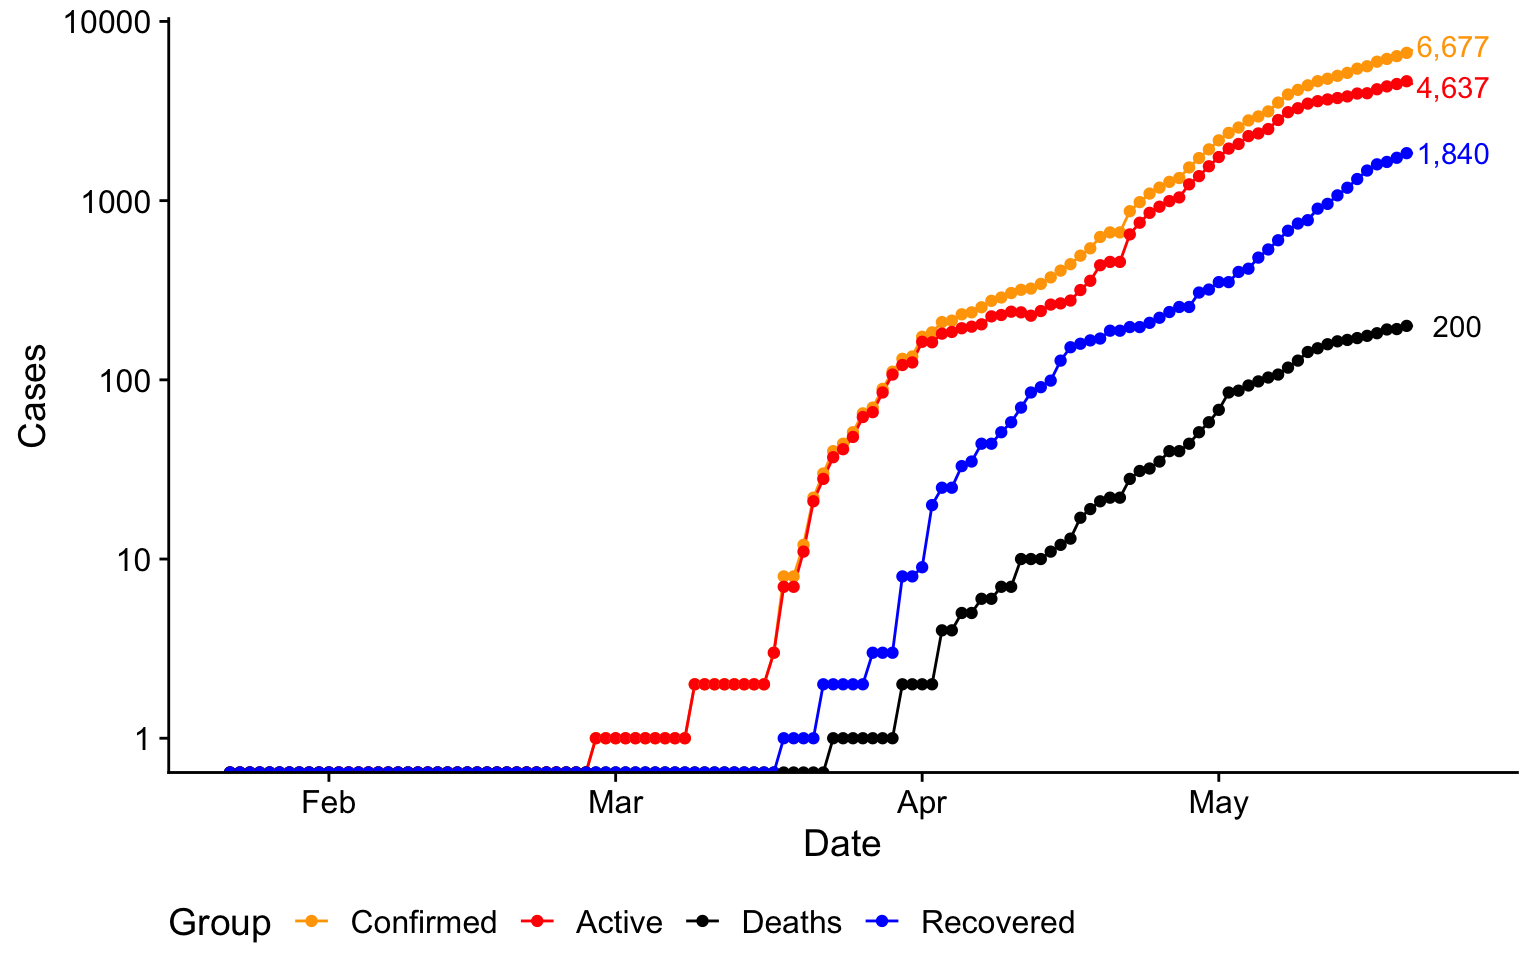 10000
1000
100
10
1
Cases
6,677
4,637
1,840
200
Feb Mar Apr May
Date
Group Confirmed Active Deaths Recovered